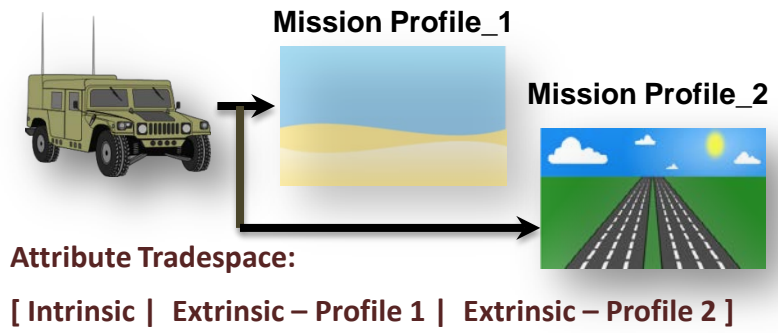 Mission Profile_1
Mission Profile_2
Attribute Tradespace:
[ Intrinsic | Extrinsic – Profile 1 | Extrinsic – Profile 2 ]